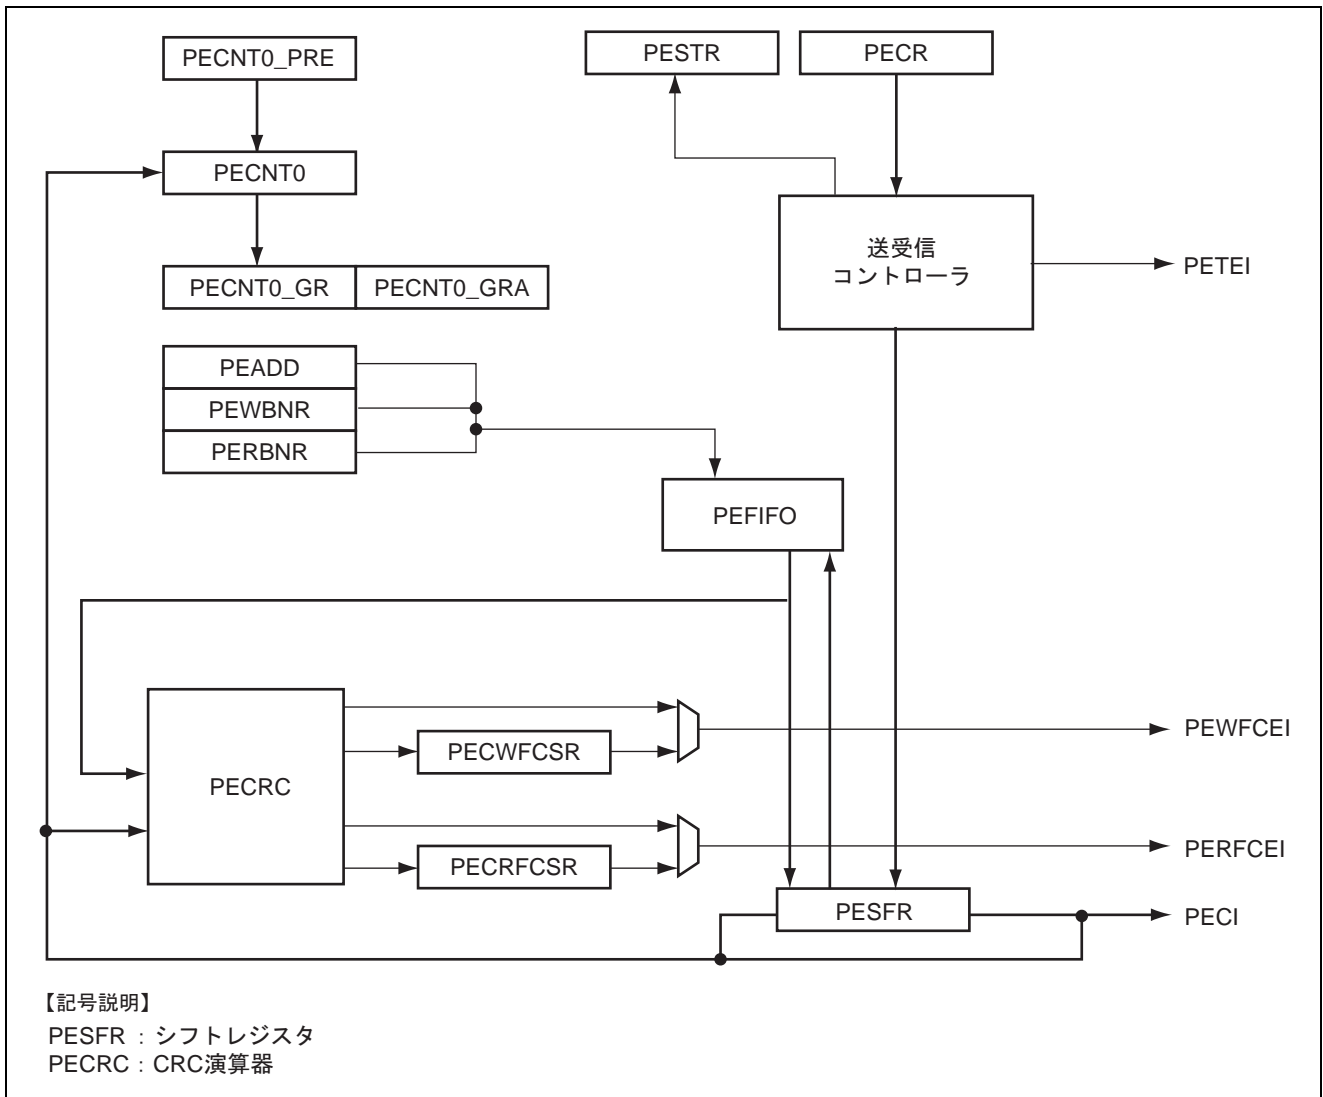 PECNT0_PRE
PESTR
PECR
PECNT0
送受信
コントローラ
PETEI
PECNT0_GR
PECNT0_GRA
PEADD
PEWBNR
PERBNR
PEFIFO
PECRC
PECWFCSR
PEWFCEI
PECRFCSR
PERFCEI
PESFR
PECI
【記号説明】
PESFR : シフトレジスタ
PECRC : CRC演算器